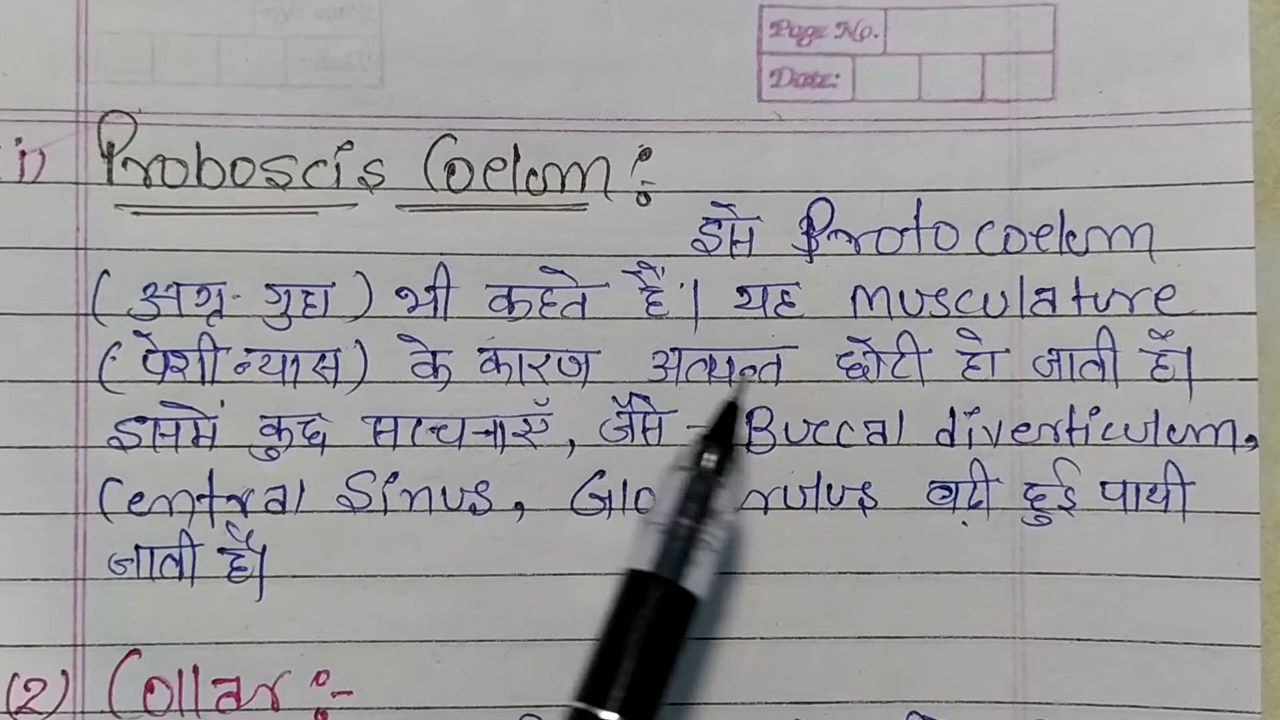 Page No.
Date:
i) Proboscis Coelom :-
इसे Protocoelom
(अग्र-गुहा) भी कहते हैं। यह musculature
(पेशीन्यास) के कारण अत्यन्त छोटी हो जाती है।
इसमें कुछ संरचनाएँ, जैसे - Buccal diverticulum,
Central Sinus, बढ़ी हुई पायी
जाती है।
(2) Collar :-